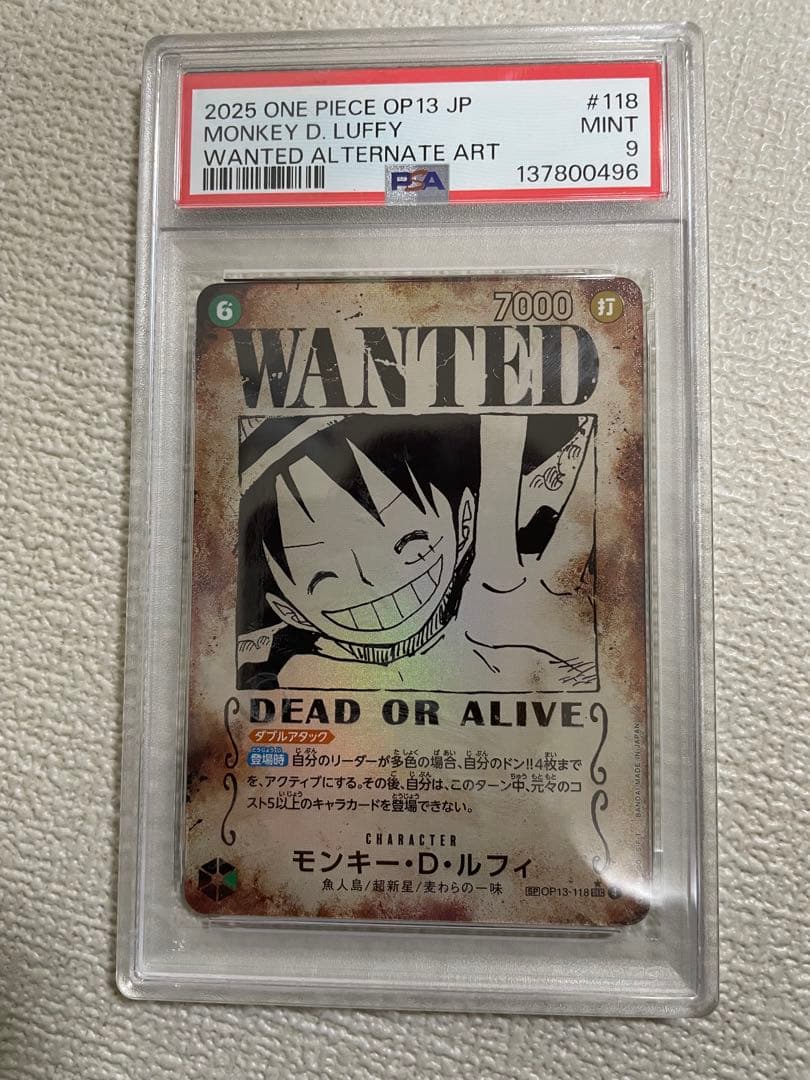 2025 ONE PIECE OP13 JP #118
MONKEY D. LUFFY MINT
WANTED ALTERNATE ART 9
PSA 137800496
6 7000 打
WANTED
DEAD OR ALIVE
ダブルアタック
登場時 自分のリーダーが多色の場合、自分のドン!!4枚まで
を、アクティブにする。その後、自分は、このターン中、元々のコ
スト5以上のキャラカードを登場できない。
CHARACTER
モンキー・D・ルフィ
魚人島/超新星/麦わらの一味
SP OP13-118 SEC
BANDAI MADE IN JAPAN